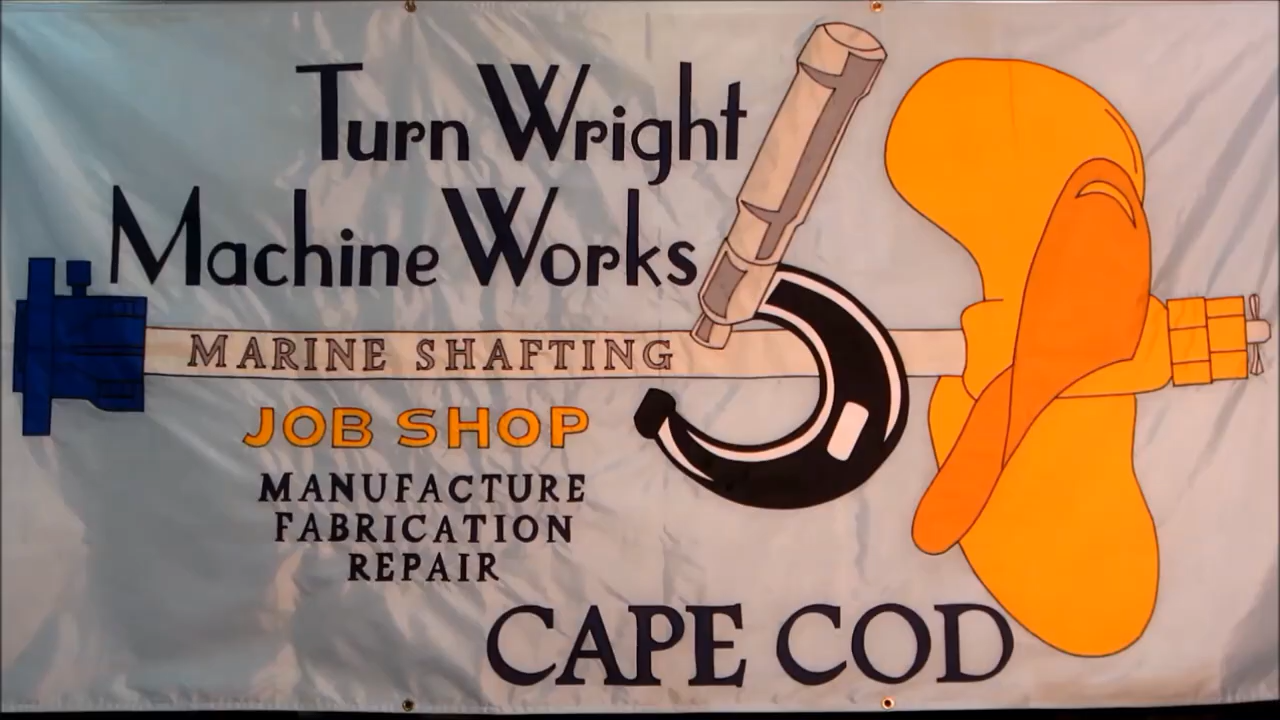 Turn Wright
Machine Works
MARINE SHAFTING
JOB SHOP
MANUFACTURE
FABRICATION
REPAIR
CAPE COD